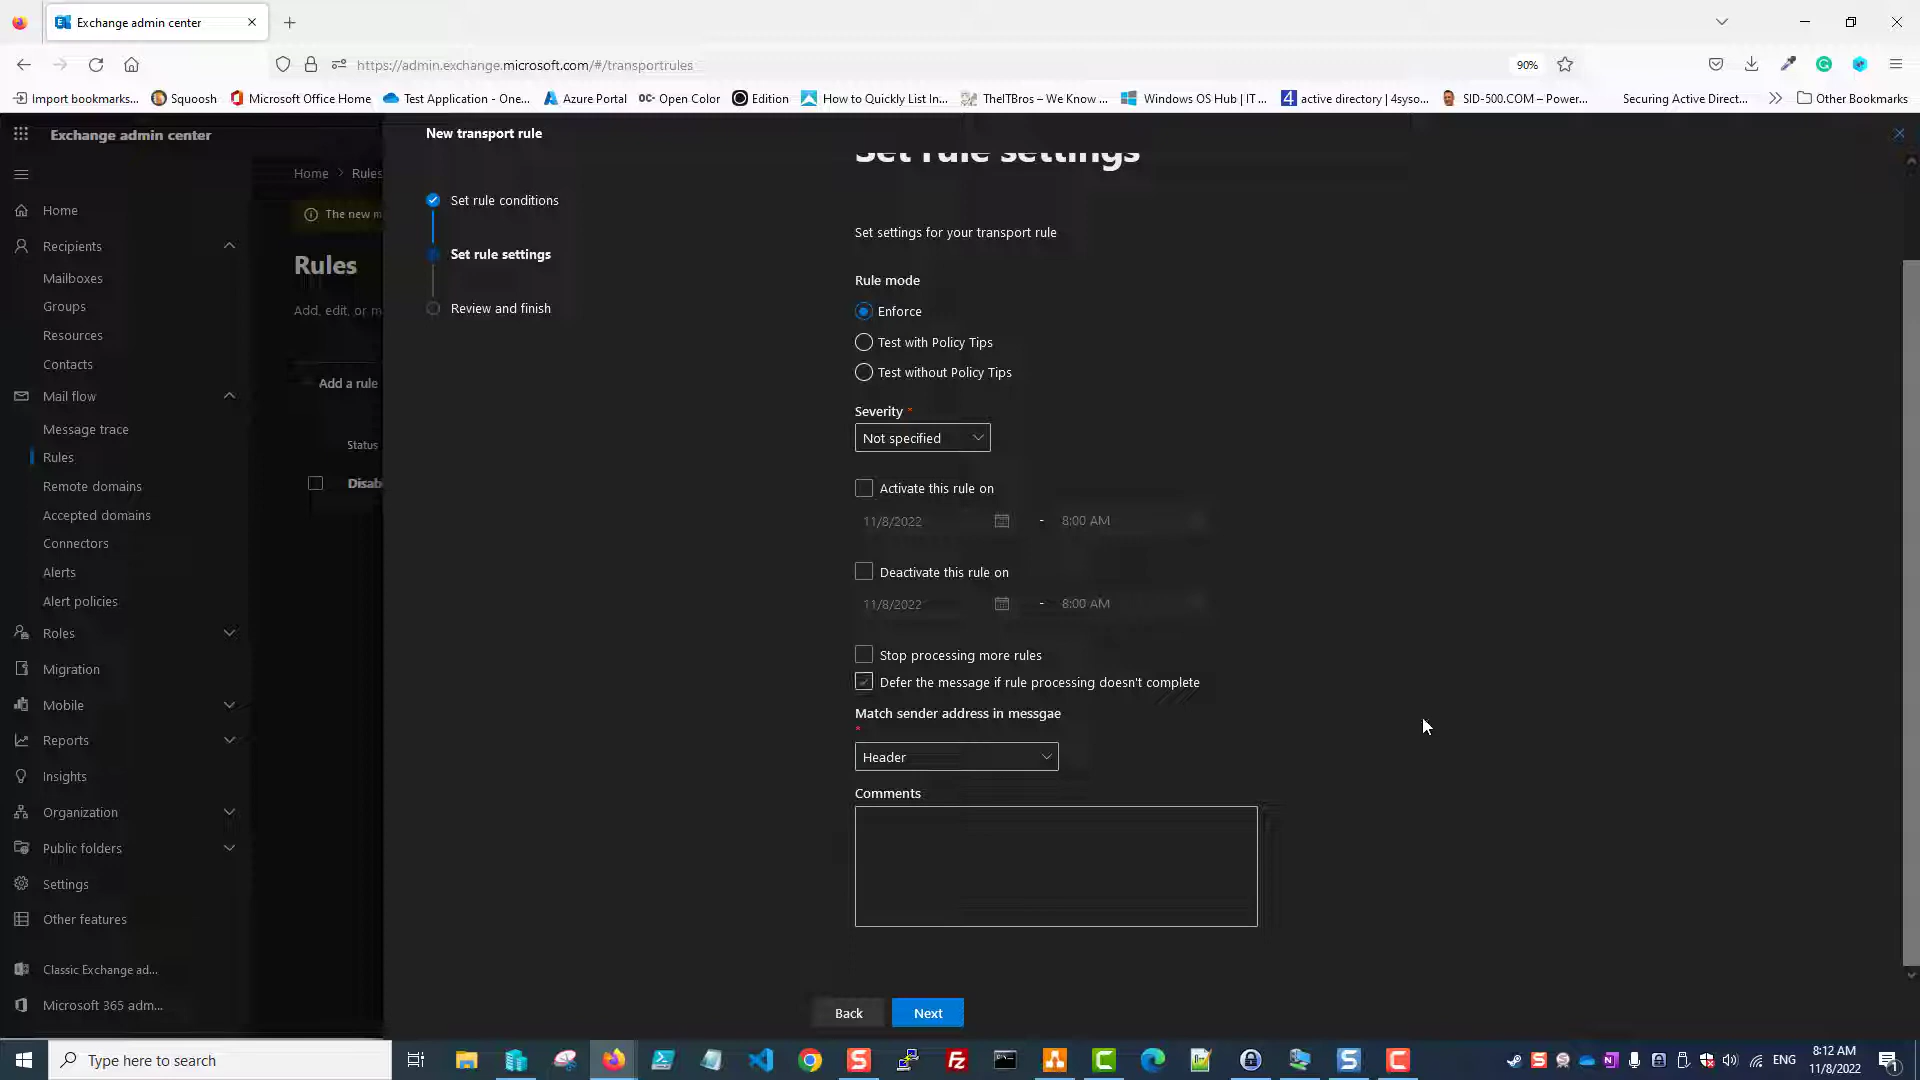 Exchange admin center
https://admin.exchange.microsoft.com/#/transportrules
90%
Import bookmarks...
Squoosh
Microsoft Office Home
Test Application - One...
Azure Portal
OC- Open Color
Edition
How to Quickly List In...
TheITBros – We Know ...
Windows OS Hub | IT ...
active directory | 4syso...
SID-500.COM – Power...
Securing Active Direct...
Other Bookmarks
Exchange admin center
Home
Recipients
Mailboxes
Groups
Resources
Contacts
Mail flow
Message trace
Rules
Remote domains
Accepted domains
Connectors
Alerts
Alert policies
Roles
Migration
Mobile
Reports
Insights
Organization
Public folders
Settings
Other features
Classic Exchange ad...
Microsoft 365 adm...
Home > Rules
The new m
Rules
Add, edit, or m
Add a rule
Status
Disab
New transport rule
Set rule conditions
Set rule settings
Review and finish
Set rule settings
Set settings for your transport rule
Rule mode
Enforce
Test with Policy Tips
Test without Policy Tips
Severity *
Not specified
Activate this rule on
11/8/2022 - 8:00 AM
Deactivate this rule on
11/8/2022 - 8:00 AM
Stop processing more rules
Defer the message if rule processing doesn't complete
Match sender address in messgae
*
Header
Comments
Back
Next
Type here to search
ENG
8:12 AM
11/8/2022
1